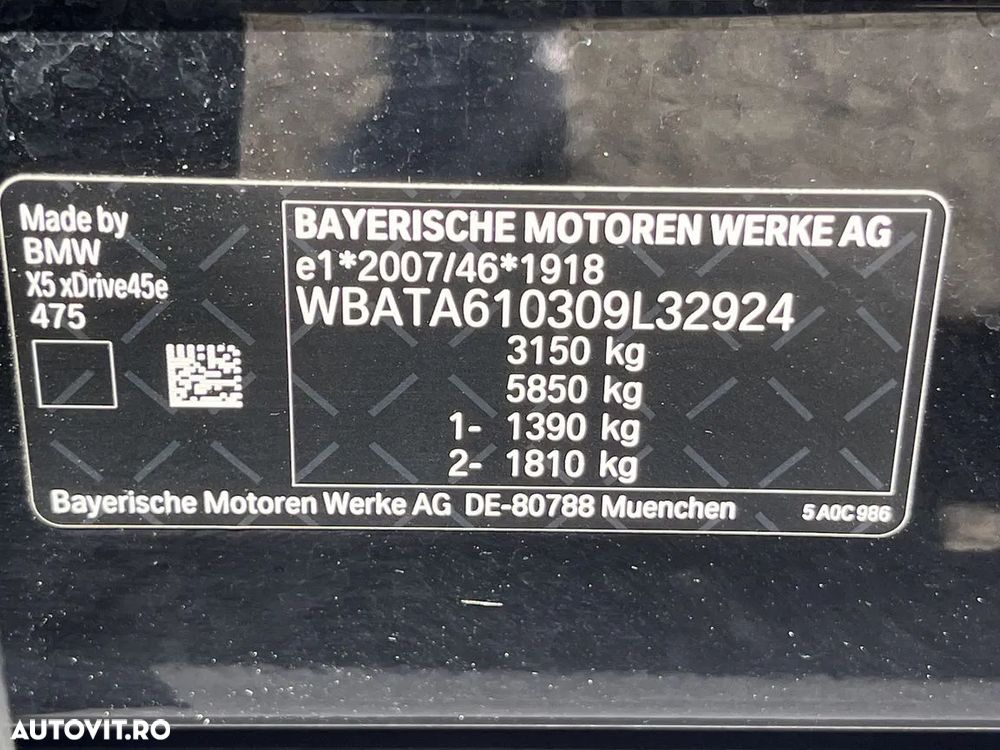 Made by
BMW
X5 xDrive45e
475
BAYERISCHE MOTOREN WERKE AG
e1*2007/46*1918
WBATA610309L32924
3150 kg
5850 kg
1- 1390 kg
2- 1810 kg
Bayerische Motoren Werke AG DE-80788 Muenchen
5 A0C 986
AUTOVIT.RO